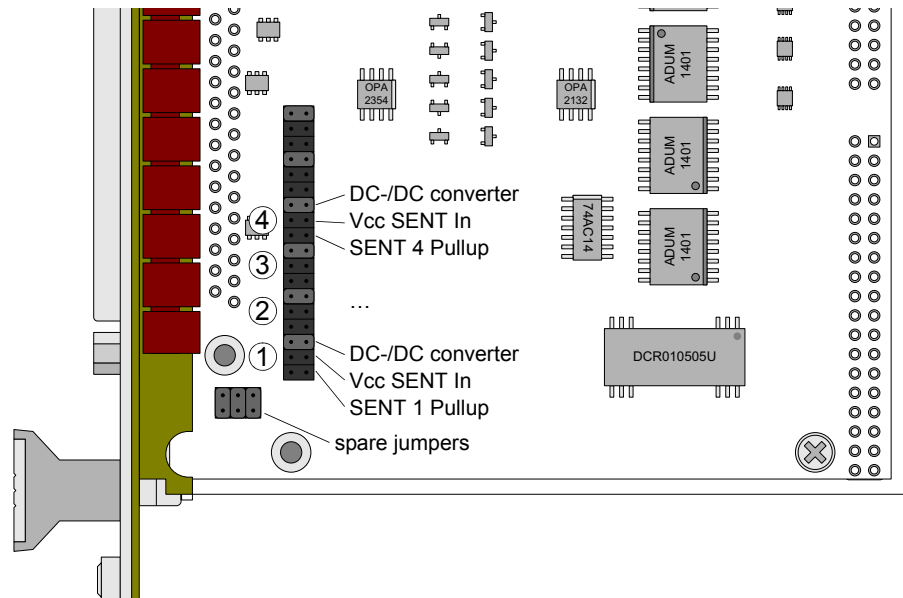 OPA
2354
OPA
2132
ADUM
1401
ADUM
1401
74AC14
ADUM
1401
DC-/DC converter
4
Vcc SENT In
SENT 4 Pullup
3
2
...
1
DC-/DC converter
Vcc SENT In
SENT 1 Pullup
DCR010505U
spare jumpers